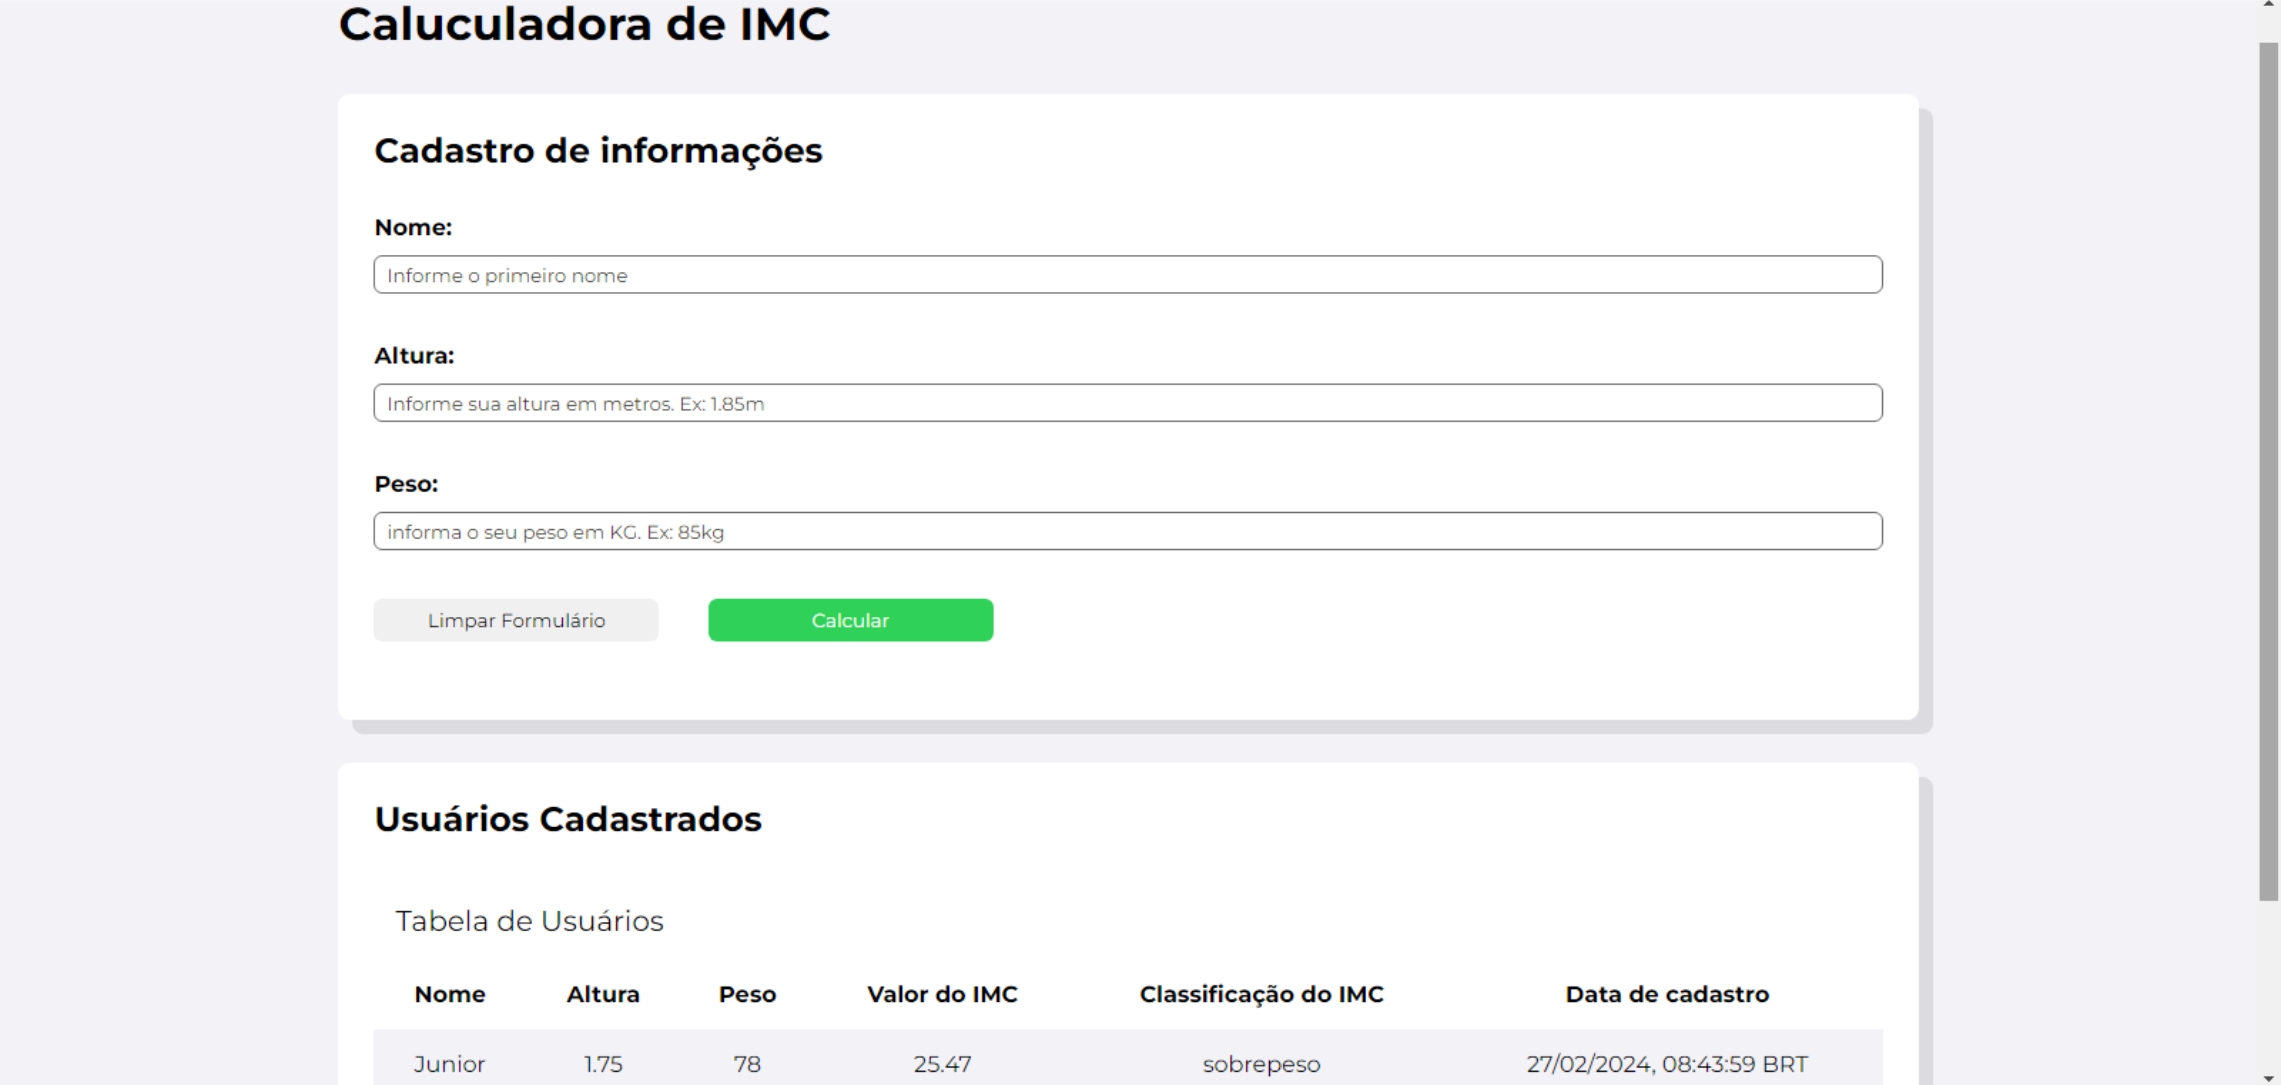 Caluculadora de IMC
Cadastro de informações
Nome:
Informe o primeiro nome
Altura:
Informe sua altura em metros. Ex: 1.85m
Peso:
informa o seu peso em KG. Ex: 85kg
Limpar Formulário Calcular
Usuários Cadastrados
Tabela de Usuários
Nome Altura Peso Valor do IMC Classificação do IMC Data de cadastro
Junior 1.75 78 25.47 sobrepeso 27/02/2024, 08:43:59 BRT